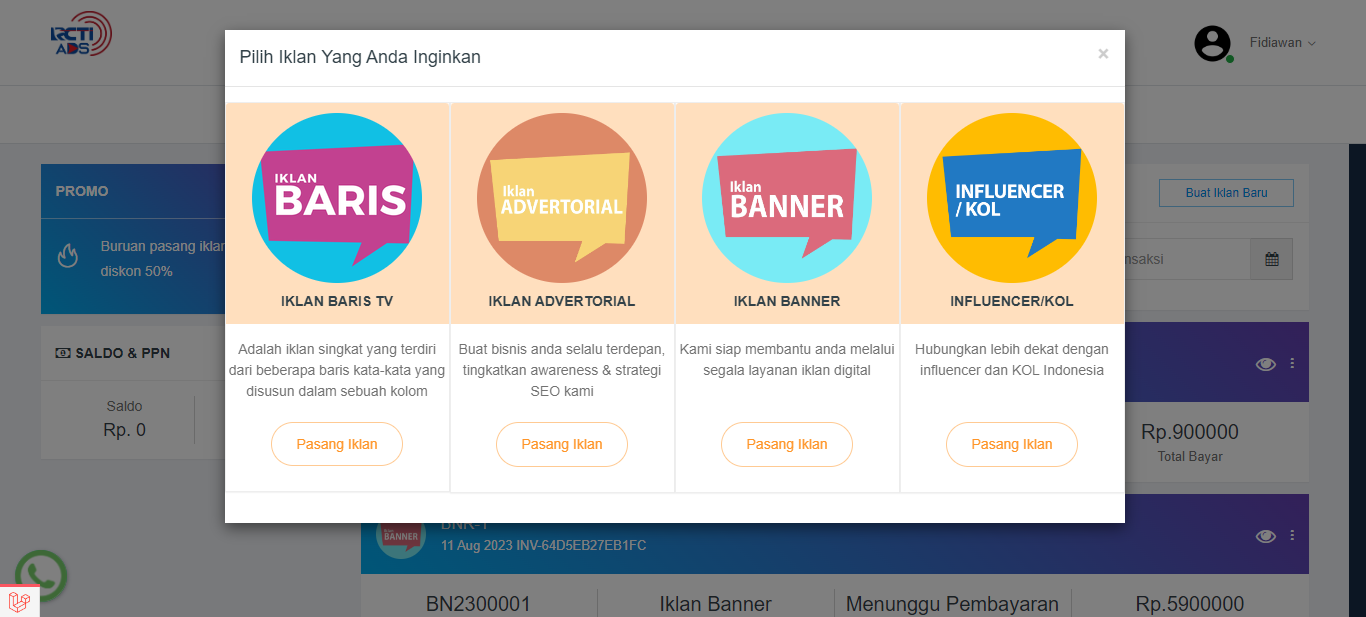 RCTI
ADS
Fidiawan
Pilih Iklan Yang Anda Inginkan
×
IKLAN
BARIS
Iklan
ADVERTORIAL
Iklan
BANNER
INFLUENCER
/ KOL
IKLAN BARIS TV
IKLAN ADVERTORIAL
IKLAN BANNER
INFLUENCER/KOL
Adalah iklan singkat yang terdiri
dari beberapa baris kata-kata yang
disusun dalam sebuah kolom
Buat bisnis anda selalu terdepan,
tingkatkan awareness & strategi
SEO kami
Kami siap membantu anda melalui
segala layanan iklan digital
Hubungkan lebih dekat dengan
influencer dan KOL Indonesia
Pasang Iklan
Pasang Iklan
Pasang Iklan
Pasang Iklan
PROMO
Buruan pasang iklan
diskon 50%
SALDO & PPN
Saldo
Rp. 0
Buat Iklan Baru
Rp.900000
Total Bayar
BNR-1
BANNER
11 Aug 2023 INV-64D5EB27EB1FC
BN2300001
Iklan Banner
Menunggu Pembayaran
Rp.5900000